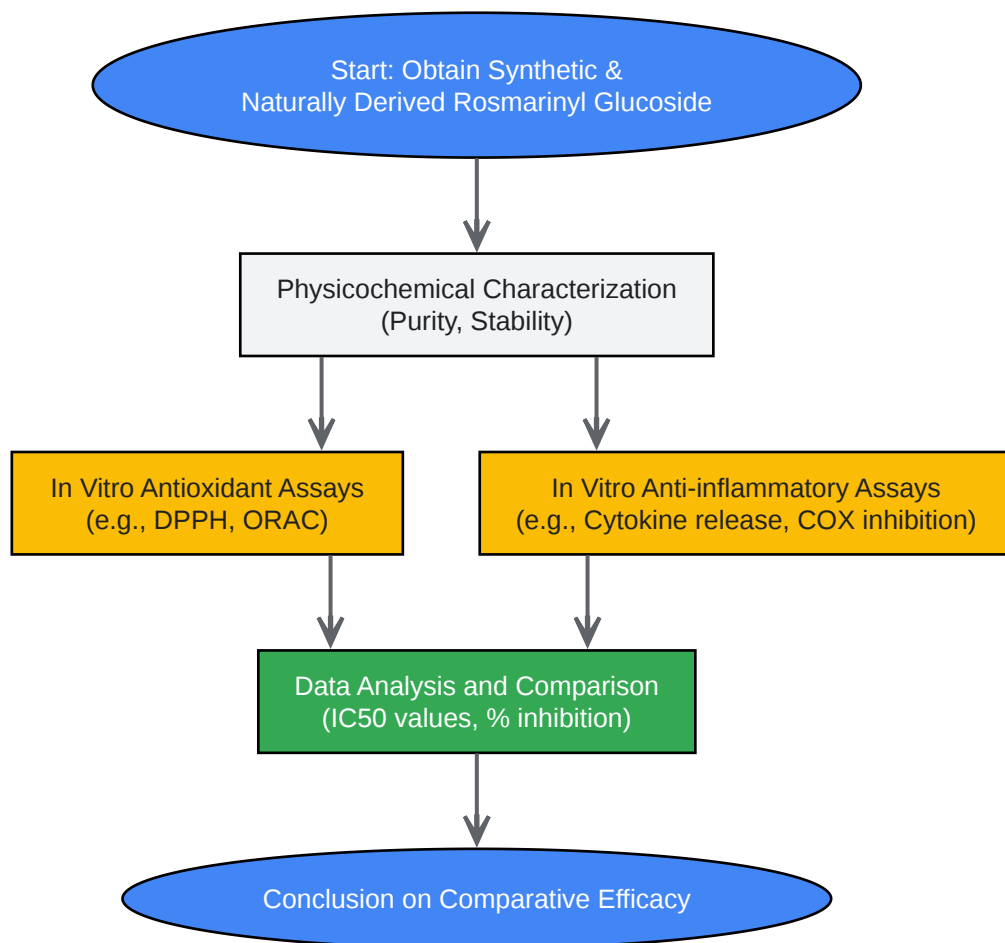 Start: Obtain Synthetic &
Naturally Derived Rosmarinyl Glucoside
Physicochemical Characterization
(Purity, Stability)
In Vitro Antioxidant Assays
(e.g., DPPH, ORAC)
In Vitro Anti-inflammatory Assays
(e.g., Cytokine release, COX inhibition)
Data Analysis and Comparison
(IC50 values, % inhibition)
Conclusion on Comparative Efficacy